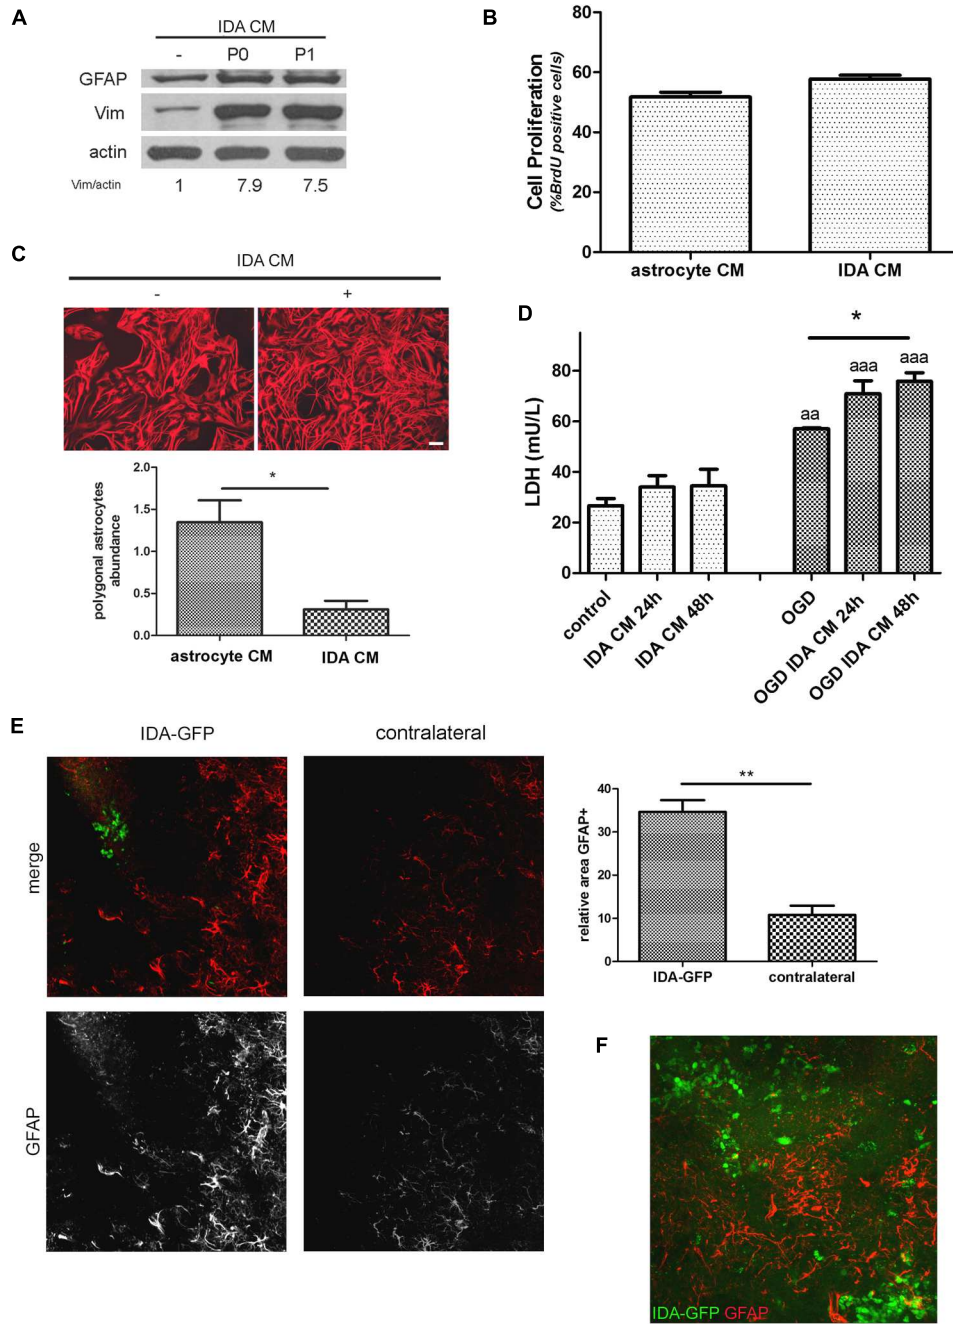 A
IDA CM
- P0 P1
GFAP
Vim
actin
Vim/actin 1 7.9 7.5
B
Cell Proliferation
(%BrdU positive cells)
80
60
40
20
0
astrocyte CM IDA CM
C
IDA CM
- +
polygonal astrocytes
abundance
2.0
1.5
1.0
0.5
0.0
*
astrocyte CM IDA CM
D
LDH (mU/L)
80
60
40
20
0
*
aa aaa aaa
control
IDA CM 24h
IDA CM 48h
OGD
OGD IDA CM 24h
OGD IDA CM 48h
E
IDA-GFP contralateral
merge
GFAP
relative area GFAP+
40
30
20
10
0
**
IDA-GFP contralateral
F
IDA-GFP GFAP